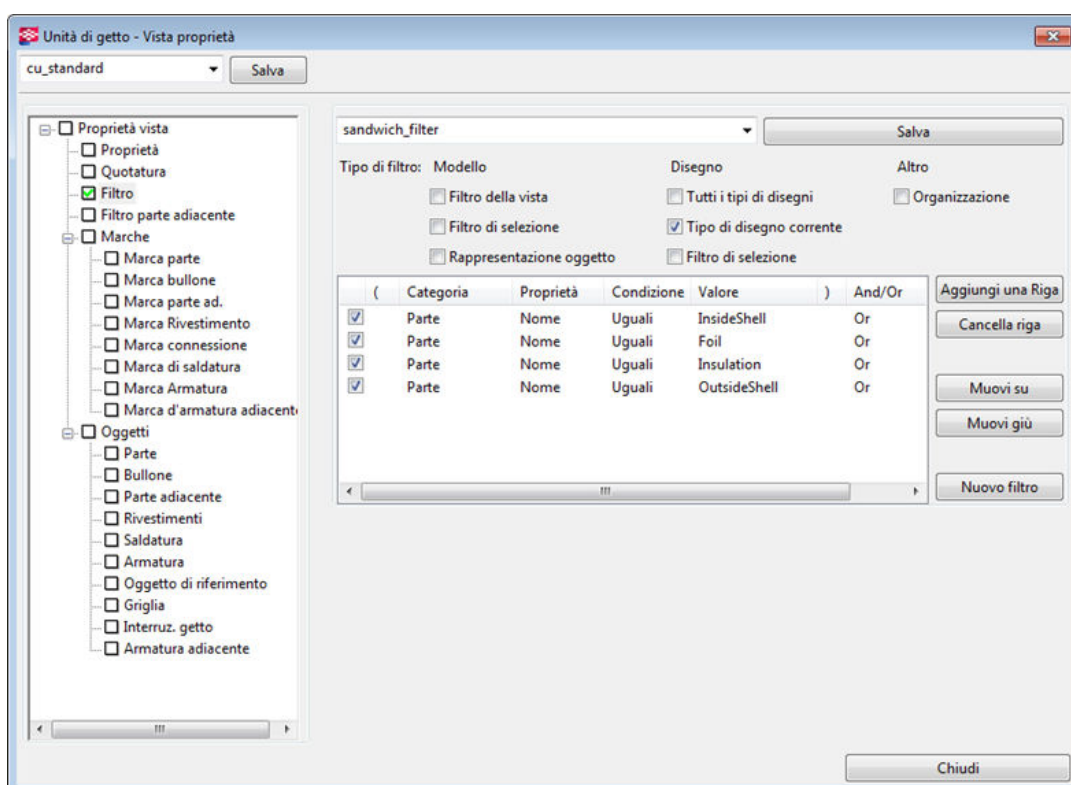 Unità di getto - Vista proprietà
cu_standard
Salva
Proprietà vista
Proprietà
Quotatura
Filtro
Filtro parte adiacente
Marche
Marca parte
Marca bullone
Marca parte ad.
Marca Rivestimento
Marca connessione
Marca di saldatura
Marca Armatura
Marca d'armatura adiacent
Oggetti
Parte
Bullone
Parte adiacente
Rivestimenti
Saldatura
Armatura
Oggetto di riferimento
Griglia
Interruz. getto
Armatura adiacente
sandwich_filter
Salva
Tipo di filtro: Modello Disegno Altro
Filtro della vista Tutti i tipi di disegni Organizzazione
Filtro di selezione Tipo di disegno corrente
Rappresentazione oggetto Filtro di selezione
( Categoria Proprietà Condizione Valore ) And/Or
Parte Nome Uguali InsideShell Or
Parte Nome Uguali Foil Or
Parte Nome Uguali Insulation Or
Parte Nome Uguali OutsideShell Or
Aggiungi una Riga
Cancella riga
Muovi su
Muovi giù
Nuovo filtro
Chiudi